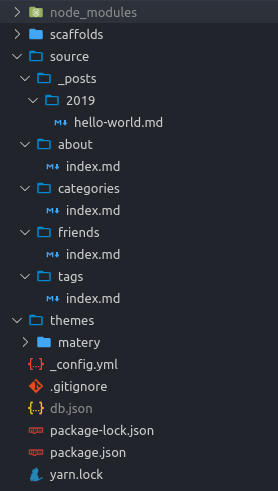 node_modules
scaffolds
source
_posts
2019
hello-world.md
about
index.md
categories
index.md
friends
index.md
tags
index.md
themes
matery
_config.yml
.gitignore
db.json
package-lock.json
package.json
yarn.lock